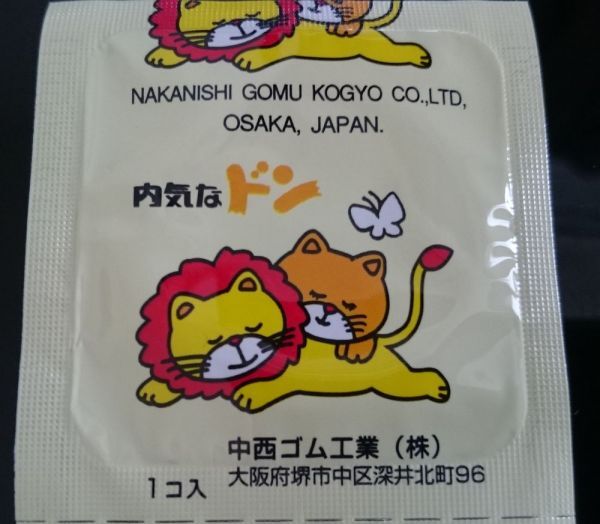 NAKANISHI GOMU KOGYO CO.,LTD,
OSAKA, JAPAN.
内気なドン
中西ゴム工業（株）
1コ入 大阪府堺市中区深井北町96